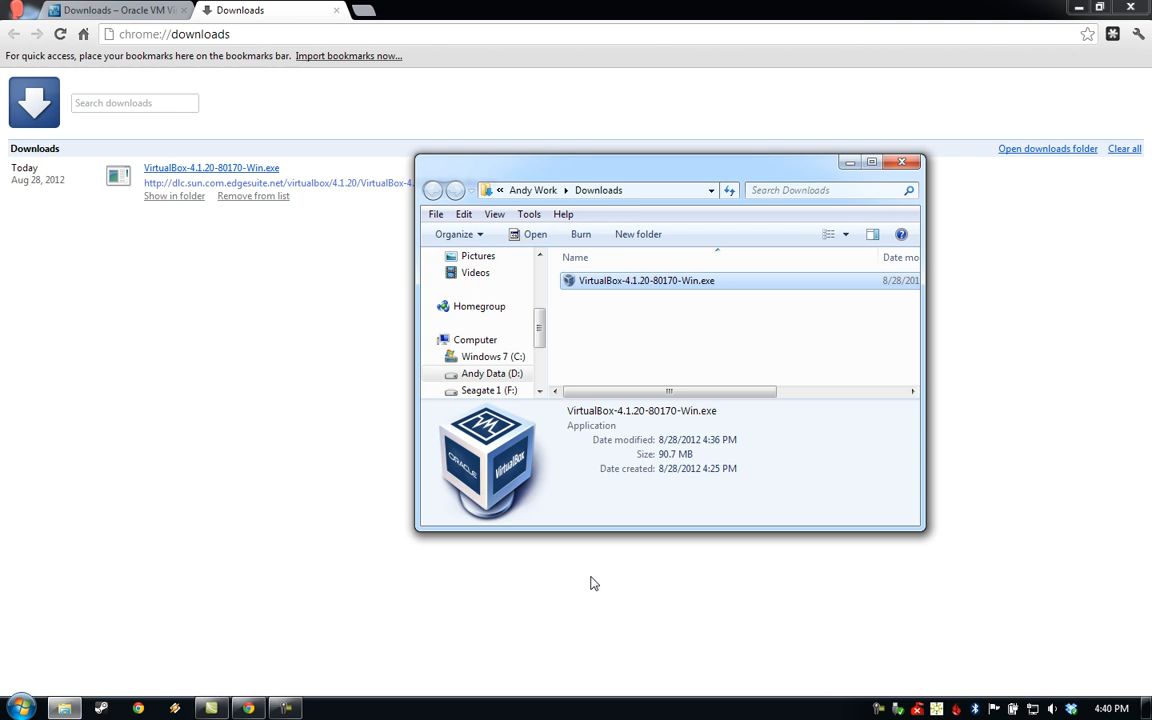 Downloads – Oracle VM Vi
Downloads
chrome://downloads
For quick access, place your bookmarks here on the bookmarks bar. Import bookmarks now...
Search downloads
Downloads
Open downloads folder Clear all
Today
Aug 28, 2012
VirtualBox-4.1.20-80170-Win.exe
http://dlc.sun.com.edgesuite.net/virtualbox/4.1.20/VirtualBox-4.
Show in folder Remove from list
« Andy Work Downloads
Search Downloads
File Edit View Tools Help
Organize Open Burn New folder
Pictures
Videos
Homegroup
Computer
Windows 7 (C:)
Andy Data (D:)
Seagate 1 (F:)
Name Date mo
VirtualBox-4.1.20-80170-Win.exe 8/28/201
VM
ORACLE
VirtualBox
VirtualBox-4.1.20-80170-Win.exe
Application
Date modified: 8/28/2012 4:36 PM
Size: 90.7 MB
Date created: 8/28/2012 4:25 PM
4:40 PM